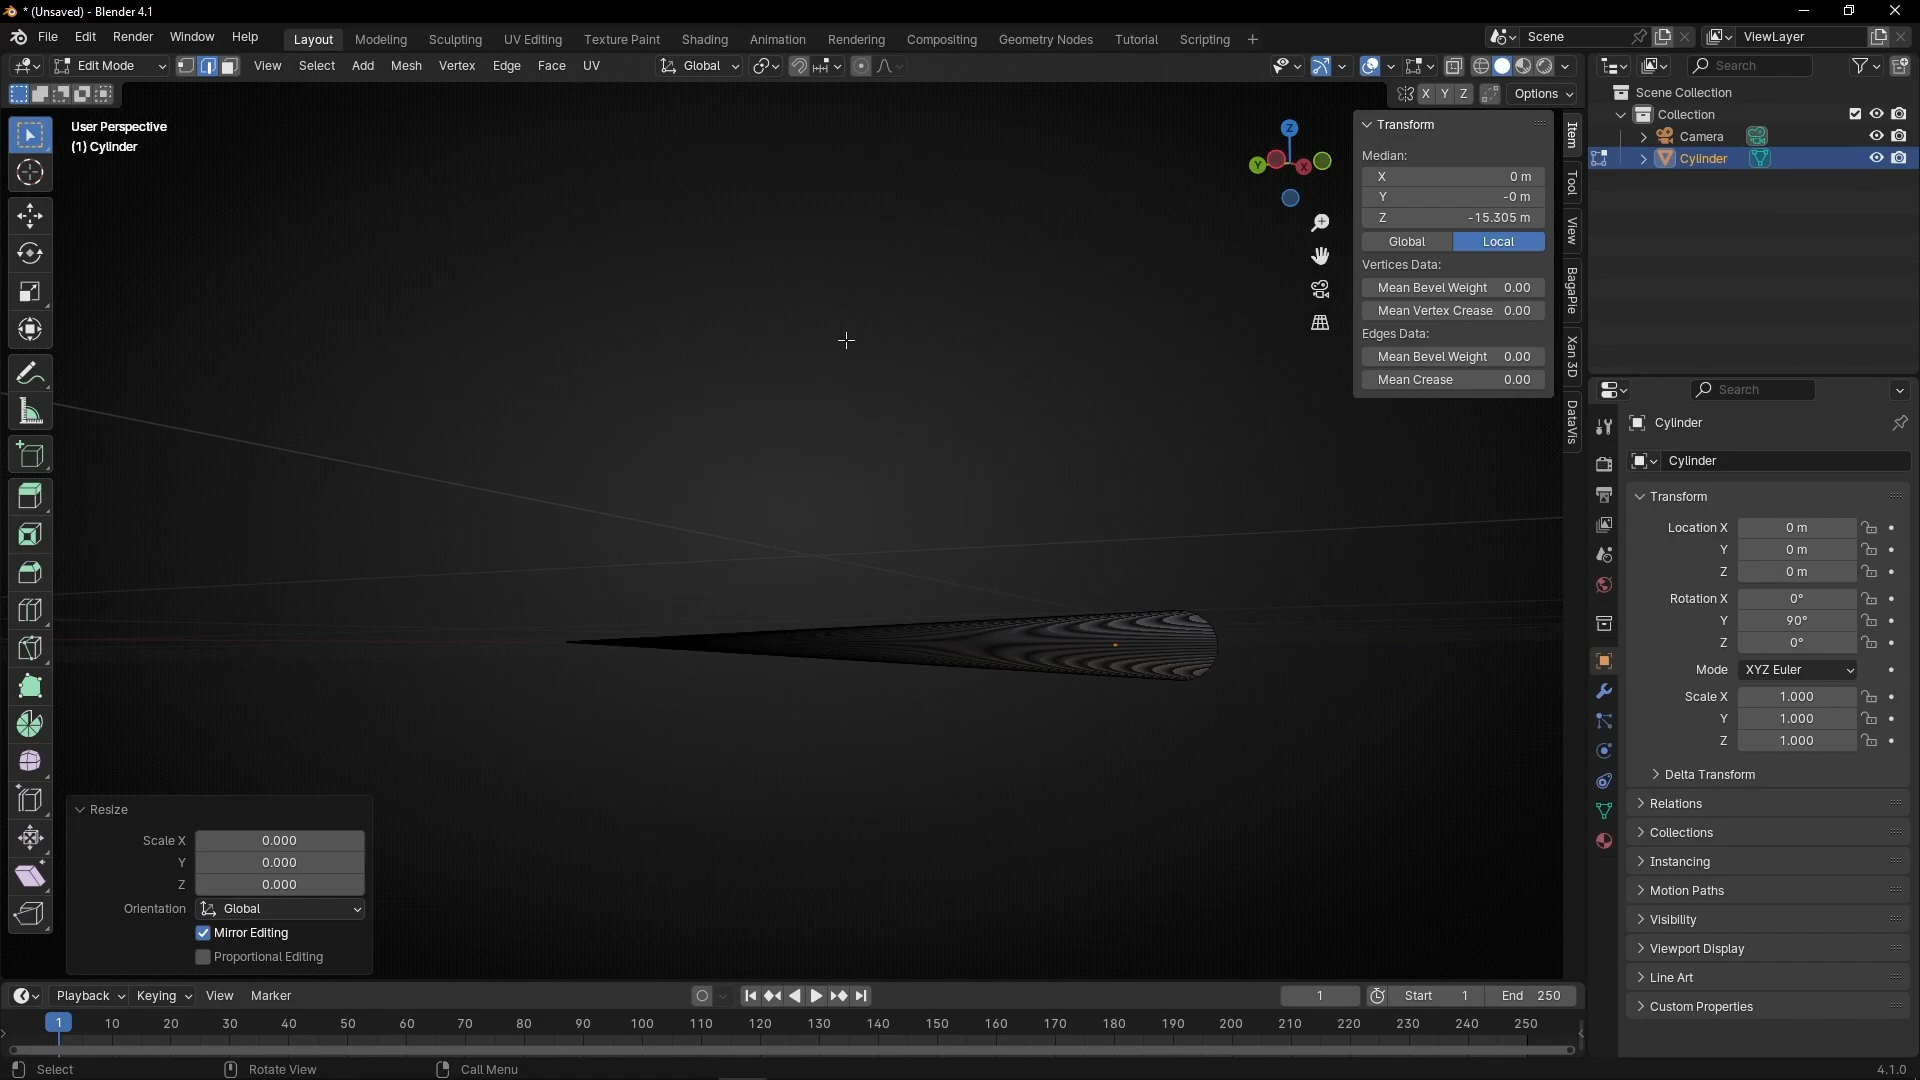 * (Unsaved) - Blender 4.1
File Edit Render Window Help Layout Modeling Sculpting UV Editing Texture Paint Shading Animation Rendering Compositing Geometry Nodes Tutorial Scripting + Scene ViewLayer
Edit Mode View Select Add Mesh Vertex Edge Face UV Global Search
X Y Z Options
User Perspective
(1) Cylinder
Scene Collection
Collection
Camera
Cylinder
Z
Y
X
Transform
Median:
X 0 m
Y -0 m
Z -15.305 m
Global Local
Vertices Data:
Mean Bevel Weight 0.00
Mean Vertex Crease 0.00
Edges Data:
Mean Bevel Weight 0.00
Mean Crease 0.00
Item
Tool
View
BagaPie
Xan 3D
DataVis
Search
Cylinder
Cylinder
Transform
Location X 0 m
Y 0 m
Z 0 m
Rotation X 0°
Y 90°
Z 0°
Mode XYZ Euler
Scale X 1.000
Y 1.000
Z 1.000
Delta Transform
Relations
Collections
Instancing
Motion Paths
Visibility
Viewport Display
Line Art
Custom Properties
Resize
Scale X 0.000
Y 0.000
Z 0.000
Orientation Global
Mirror Editing
Proportional Editing
Playback Keying View Marker 1 Start 1 End 250
1 10 20 30 40 50 60 70 80 90 100 110 120 130 140 150 160 170 180 190 200 210 220 230 240 250
Select Rotate View Call Menu 4.1.0